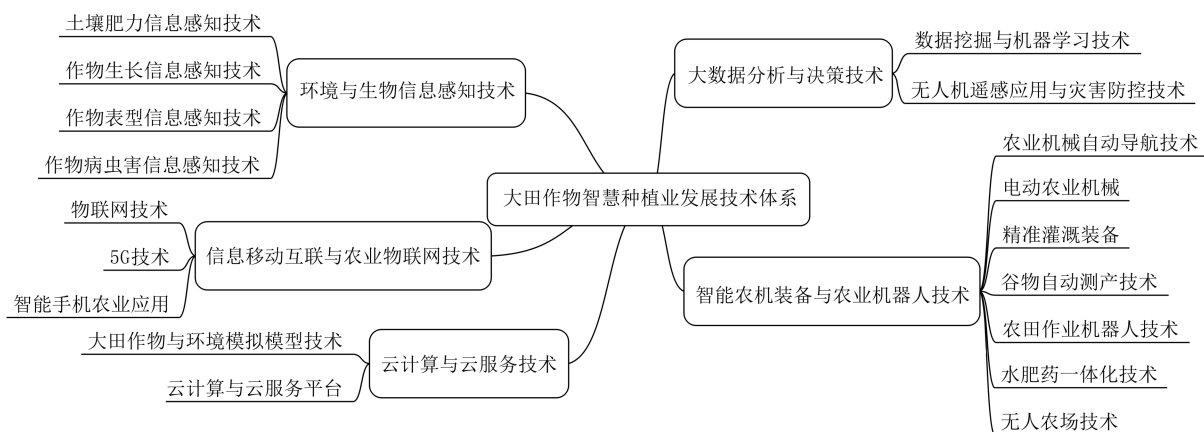 土壤肥力信息感知技术
作物生长信息感知技术
作物表型信息感知技术
作物病虫害信息感知技术
环境与生物信息感知技术
物联网技术
5G技术
智能手机农业应用
信息移动互联与农业物联网技术
大田作物与环境模拟模型技术
云计算与云服务平台
云计算与云服务技术
大田作物智慧种植业发展技术体系
大数据分析与决策技术
数据挖掘与机器学习技术
无人机遥感应用与灾害防控技术
智能农机装备与农业机器人技术
农业机械自动导航技术
电动农业机械
精准灌溉装备
谷物自动测产技术
农田作业机器人技术
水肥药一体化技术
无人农场技术